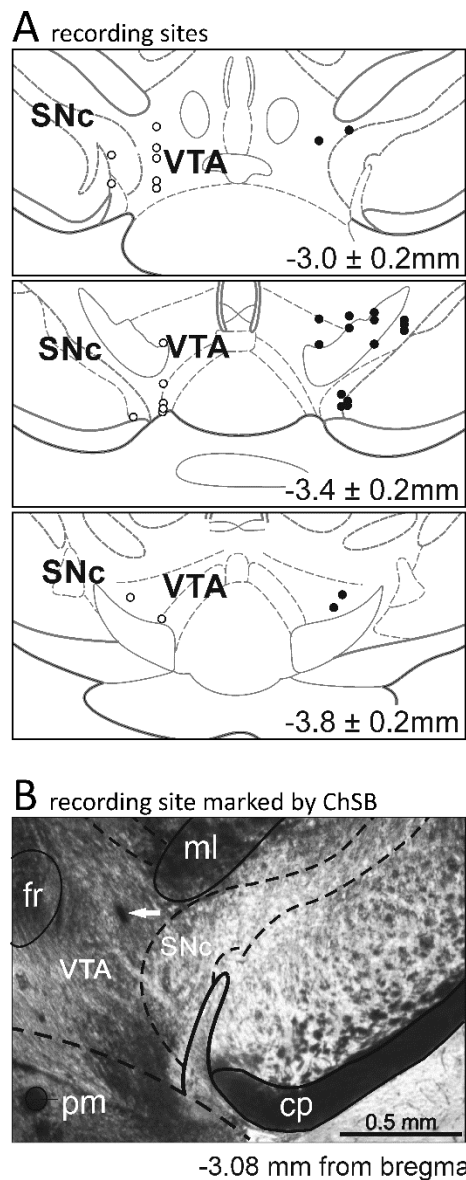 A recording sites
SNc
VTA
-3.0 ± 0.2mm
SNc
VTA
-3.4 ± 0.2mm
SNc
VTA
-3.8 ± 0.2mm
B recording site marked by ChSB
ml
fr
SNc
VTA
pm
cp
0.5 mm
-3.08 mm from bregma